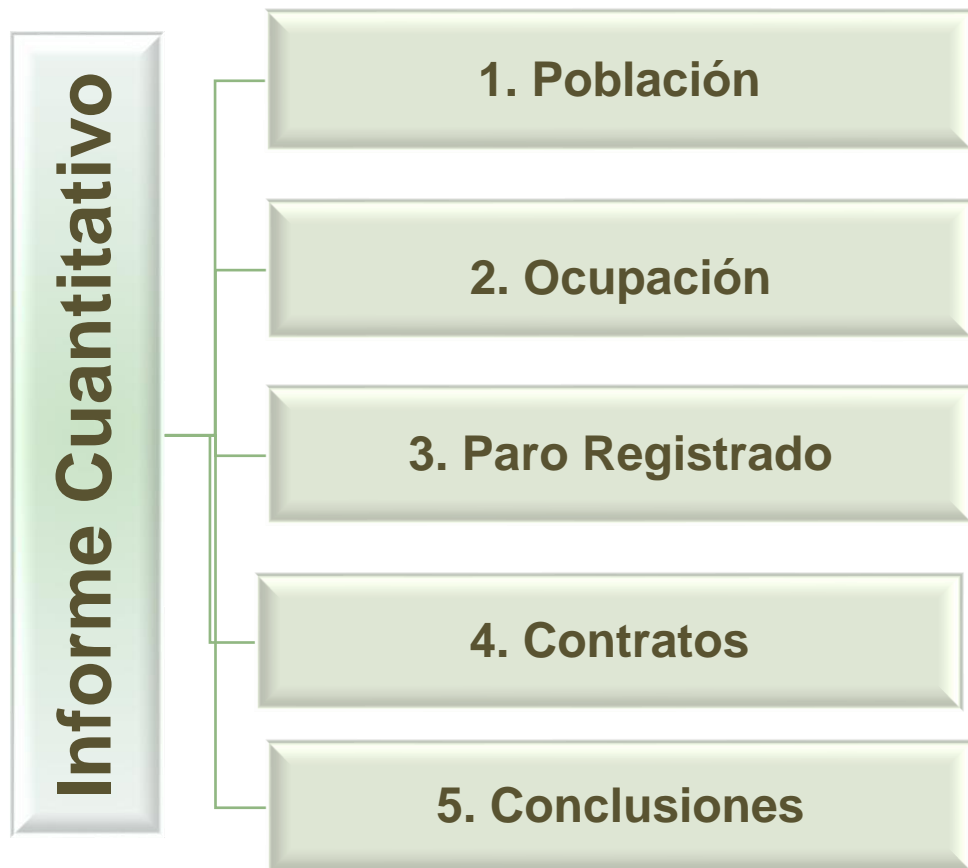 Informe Cuantitativo
1. Población
2. Ocupación
3. Paro Registrado
4. Contratos
5. Conclusiones